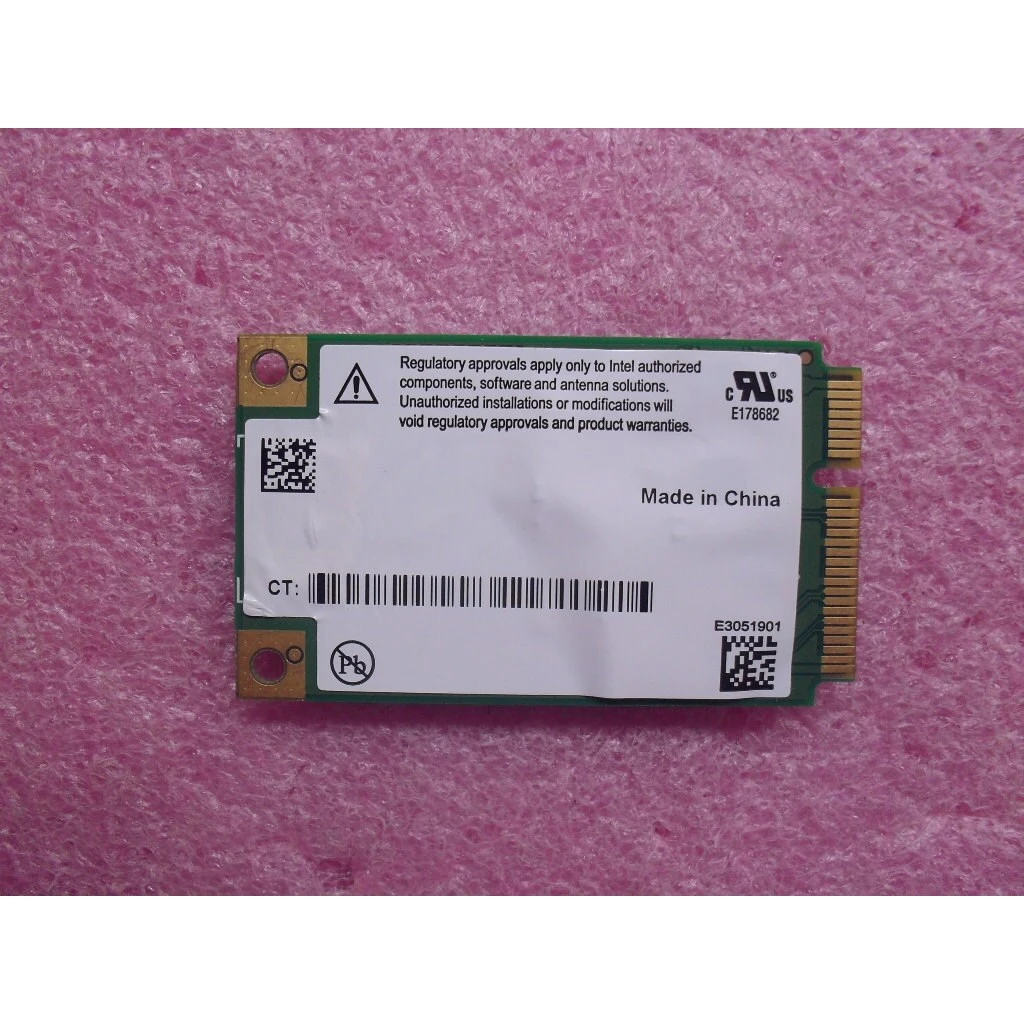 Regulatory approvals apply only to Intel authorized
components, software and antenna solutions.
Unauthorized installations or modifications will
void regulatory approvals and product warranties.
C RU® US
E178682
Made in China
CT:
E3051901
Pb